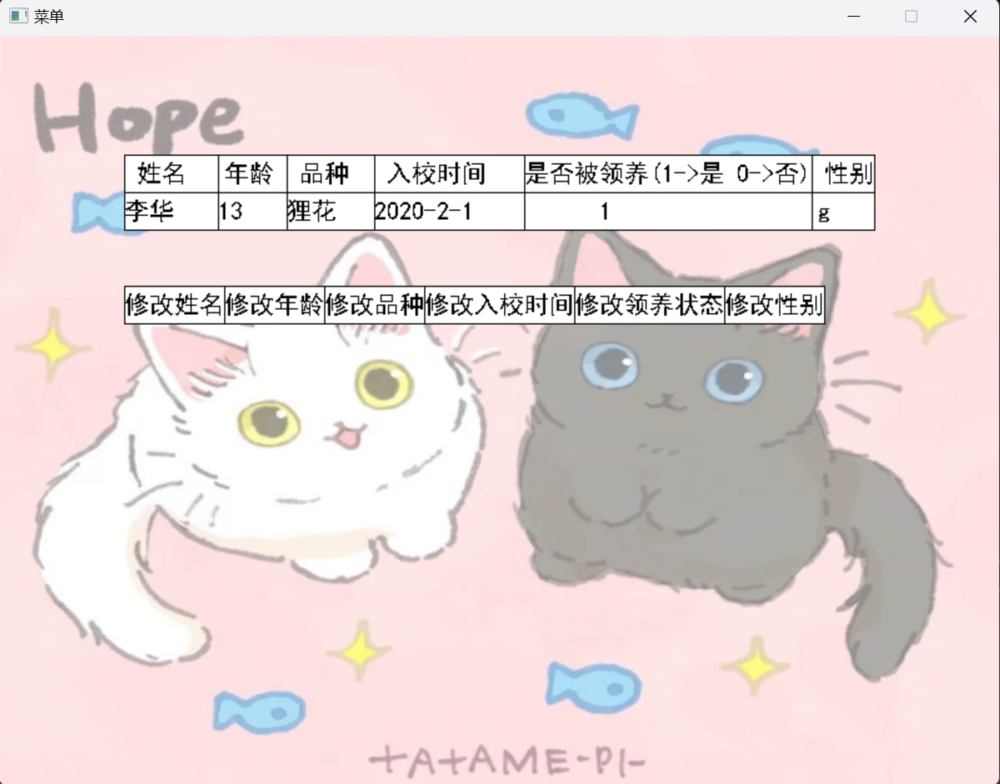 菜单
Hope
姓名 年龄 品种 入校时间 是否被领养(1->是 0->否) 性别
李华 13 狸花 2020-2-1 1 g
修改姓名 修改年龄 修改品种 修改入校时间 修改领养状态 修改性别
tAtAME-PI-